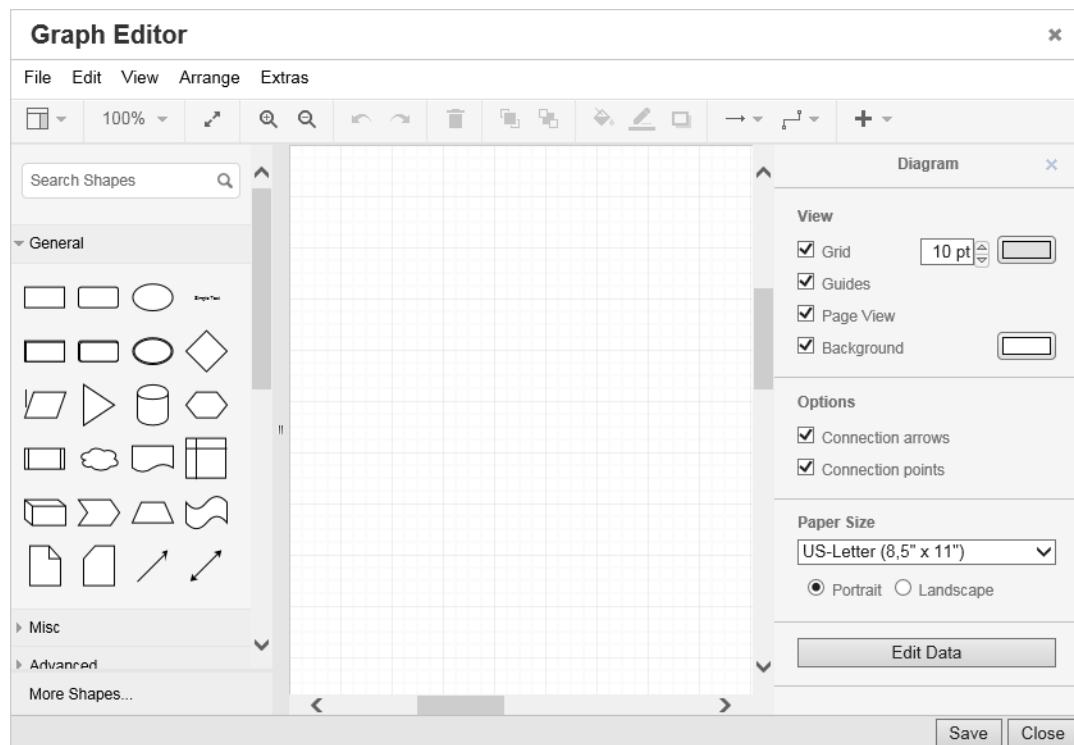 Graph Editor
File Edit View Arrange Extras
100%
Search Shapes
General
Simple Text
Misc
Advanced
More Shapes...
Diagram
View
Grid 10 pt
Guides
Page View
Background
Options
Connection arrows
Connection points
Paper Size
US-Letter (8,5" x 11")
Portrait Landscape
Edit Data
Save Close